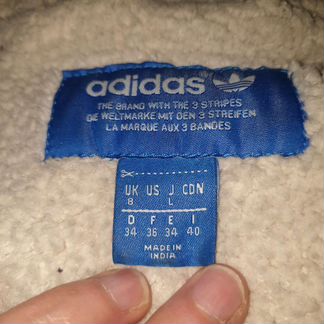 adidas
THE BRAND WITH THE 3 STRIPES
DIE WELTMARKE MIT DEN 3 STREIFEN
LA MARQUE AUX 3 BANDES
UK US J CDN
8 L
D F E I
34 36 34 40
MADE IN
INDIA